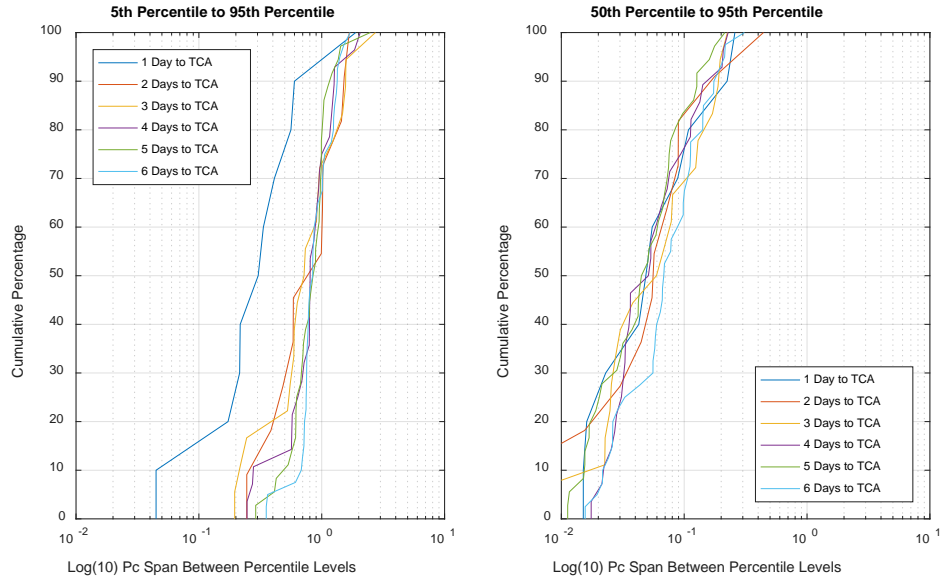 5th Percentile to 95th Percentile
100
90
80
70
60
50
40
30
20
10
0
Cumulative Percentage
1 Day to TCA
2 Days to TCA
3 Days to TCA
4 Days to TCA
5 Days to TCA
6 Days to TCA
10^-2
10^-1
10^0
10^1
Log(10) Pc Span Between Percentile Levels
50th Percentile to 95th Percentile
100
90
80
70
60
50
40
30
20
10
0
Cumulative Percentage
1 Day to TCA
2 Days to TCA
3 Days to TCA
4 Days to TCA
5 Days to TCA
6 Days to TCA
10^-2
10^-1
10^0
10^1
Log(10) Pc Span Between Percentile Levels